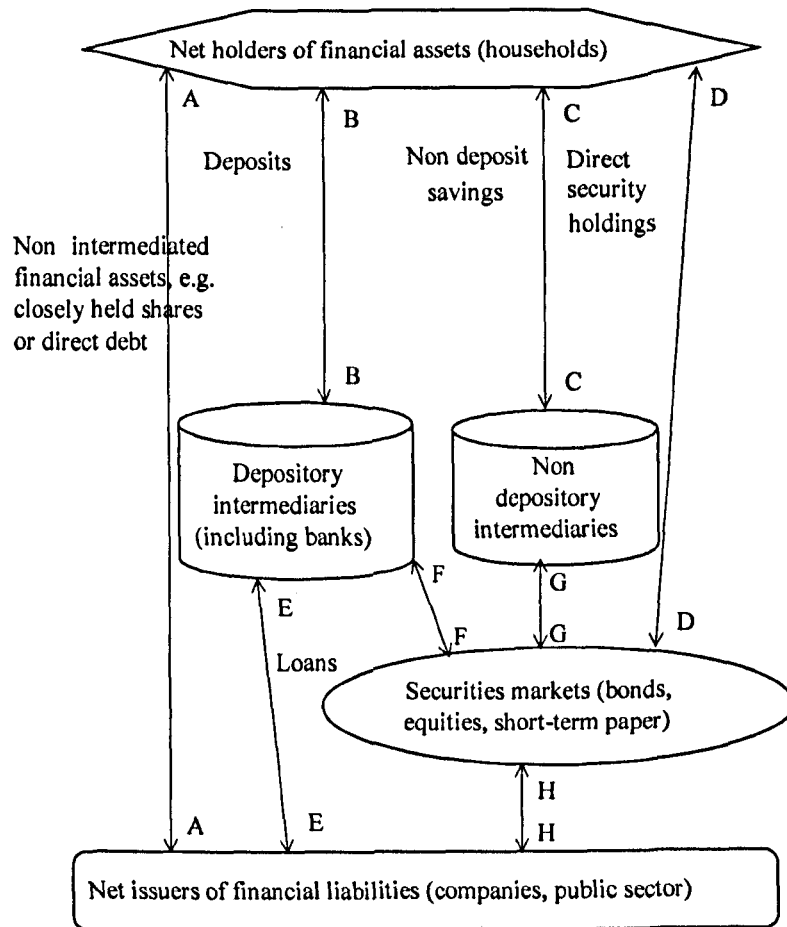 Net holders of financial assets (households)
A
B
C
D
Deposits
Non deposit
savings
Direct
security
holdings
Non intermediated
financial assets, e.g.
closely held shares
or direct debt
B
C
Depository
intermediaries
(including banks)
Non
depository
intermediaries
F
G
E
F
G
D
Loans
Securities markets (bonds,
equities, short-term paper)
H
A
E
H
Net issuers of financial liabilities (companies, public sector)